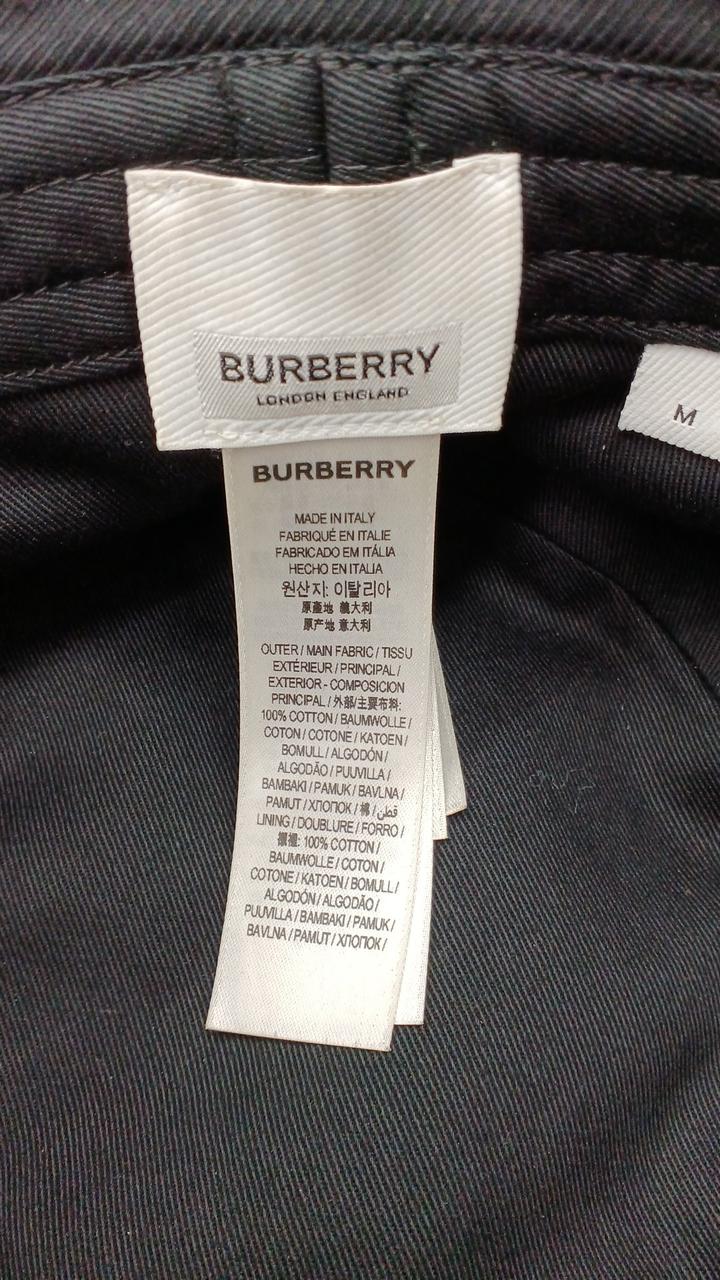 BURBERRY
LONDON ENGLAND
M
BURBERRY
MADE IN ITALY
FABRIQUÉ EN ITALIE
FABRICADO EM ITÁLIA
HECHO EN ITALIA
원산지: 이탈리아
原產地 義大利
原产地 意大利
OUTER / MAIN FABRIC / TISSU
EXTÉRIEUR / PRINCIPAL /
EXTERIOR - COMPOSICION
PRINCIPAL / 外部/主要布料:
100% COTTON / BAUMWOLLE /
COTON / COTONE / KATOEN /
BOMULL / ALGODÓN /
ALGODÃO / PUUVILLA /
BAMBAKI / PAMUK / BAVLNA /
PAMUT / ХЛОПОК / 棉 / قطن
LINING / DOUBLURE / FORRO /
襯裡: 100% COTTON /
BAUMWOLLE / COTON /
COTONE / KATOEN / BOMULL /
ALGODÓN / ALGODÃO /
PUUVILLA / BAMBAKI / PAMUK /
BAVLNA / PAMUT / ХЛОПОК /